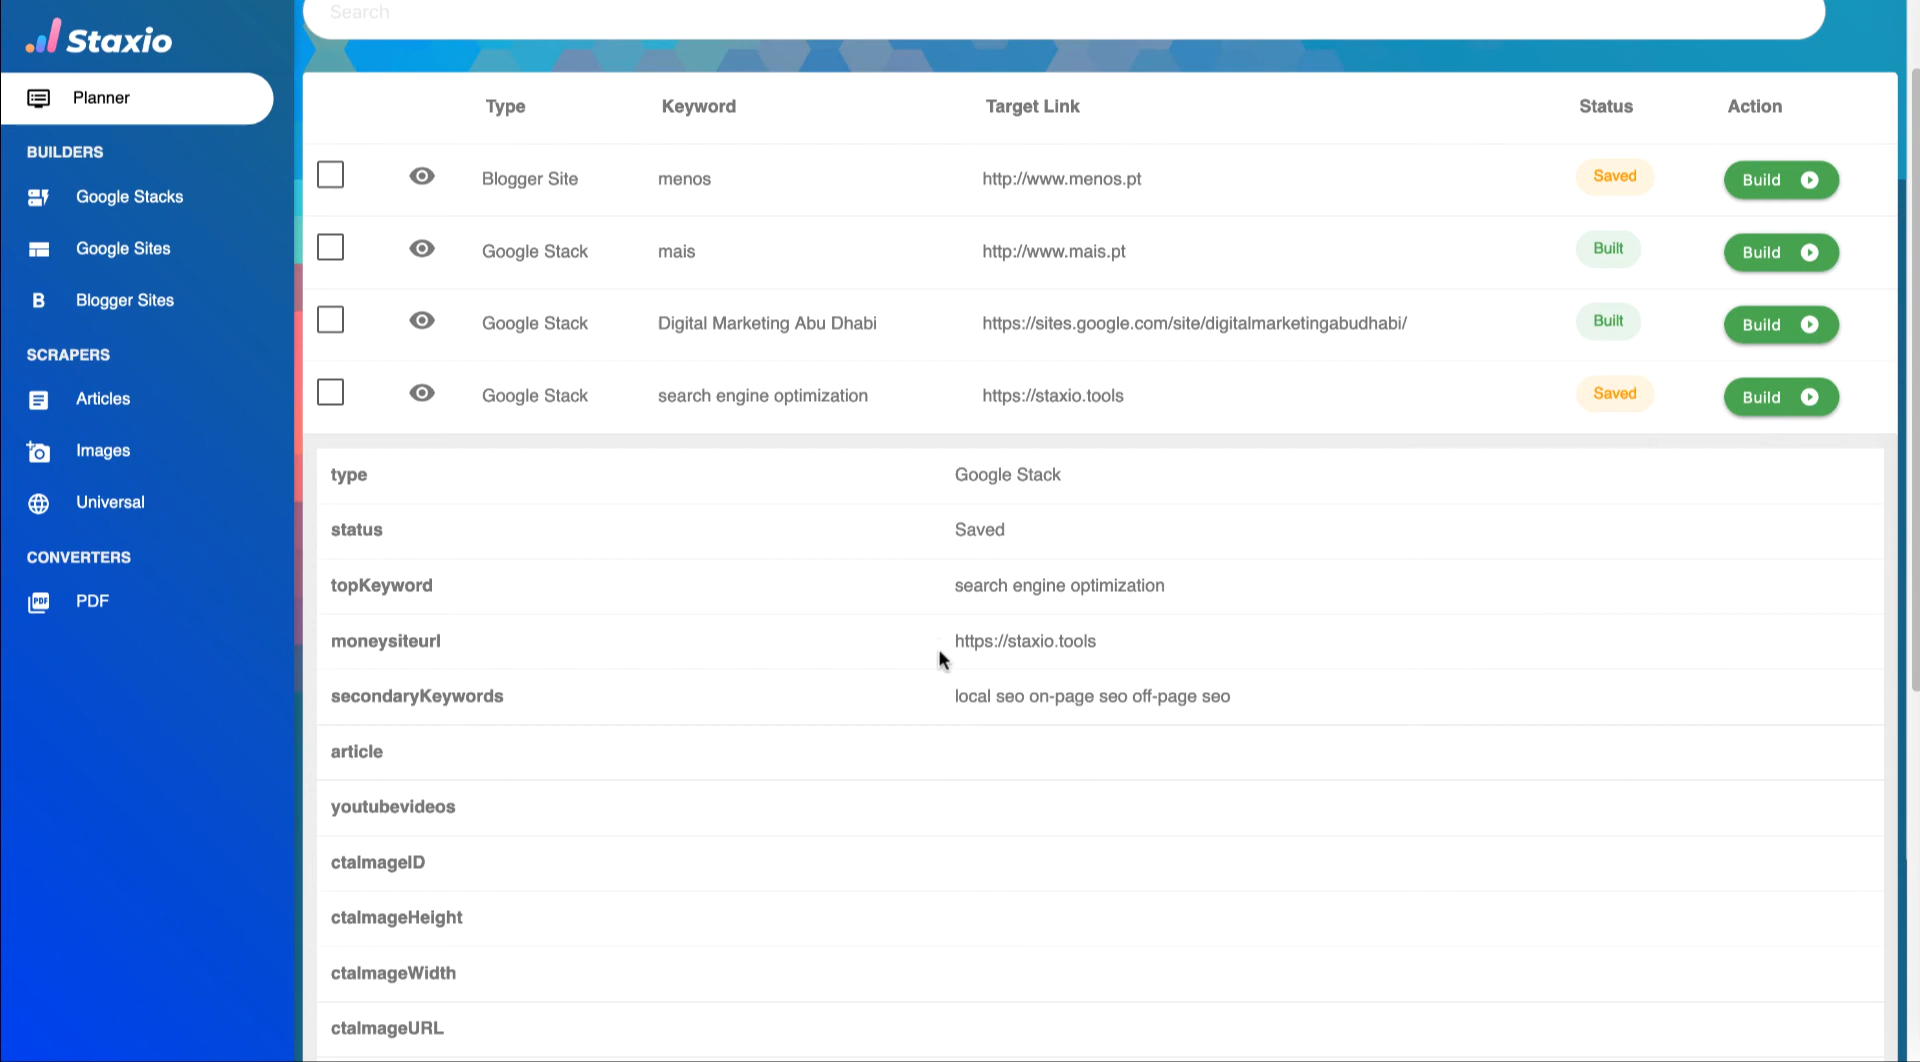 Search
Staxio
Planner
BUILDERS
Google Stacks
Google Sites
B Blogger Sites
SCRAPERS
Articles
Images
Universal
CONVERTERS
PDF PDF
Type Keyword Target Link Status Action
Blogger Site menos http://www.menos.pt Saved Build
Google Stack mais http://www.mais.pt Built Build
Google Stack Digital Marketing Abu Dhabi https://sites.google.com/site/digitalmarketingabudhabi/ Built Build
Google Stack search engine optimization https://staxio.tools Saved Build
type Google Stack
status Saved
topKeyword search engine optimization
moneysiteurl https://staxio.tools
secondaryKeywords local seo on-page seo off-page seo
article
youtubevideos
ctaImageID
ctaImageHeight
ctaImageWidth
ctaImageURL